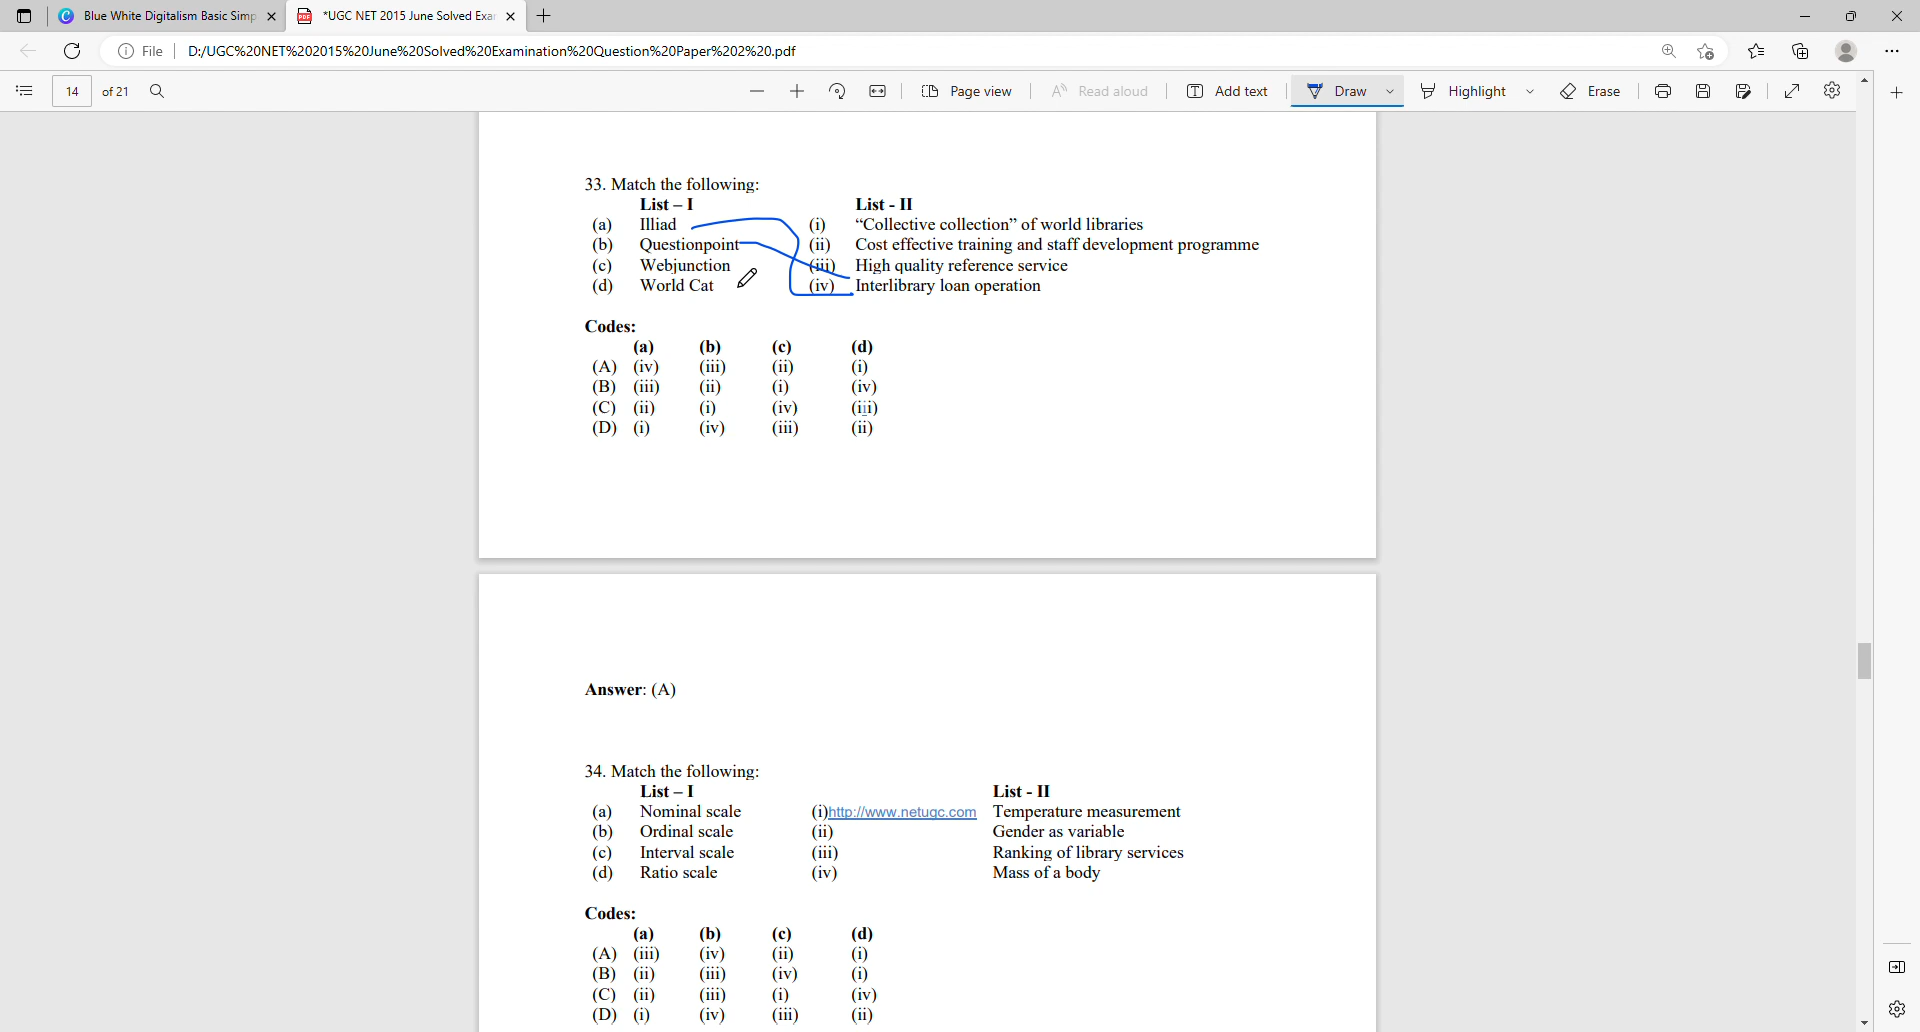 Blue White Digitalism Basic Simp
*UGC NET 2015 June Solved Exar
File D:/UGC%20NET%202015%20June%20Solved%20Examination%20Question%20Paper%202%20.pdf
14 of 21 Page view Read aloud Add text Draw Highlight Erase
33. Match the following:
List – I List - II
(a) Illiad (i) “Collective collection” of world libraries
(b) Questionpoint (ii) Cost effective training and staff development programme
(c) Webjunction (iii) High quality reference service
(d) World Cat (iv) Interlibrary loan operation
Codes:
(a) (b) (c) (d)
(A) (iv) (iii) (ii) (i)
(B) (iii) (ii) (i) (iv)
(C) (ii) (i) (iv) (iii)
(D) (i) (iv) (iii) (ii)
Answer: (A)
34. Match the following:
List – I List - II
(a) Nominal scale (i)http://www.netugc.com Temperature measurement
(b) Ordinal scale (ii) Gender as variable
(c) Interval scale (iii) Ranking of library services
(d) Ratio scale (iv) Mass of a body
Codes:
(a) (b) (c) (d)
(A) (iii) (iv) (ii) (i)
(B) (ii) (iii) (iv) (i)
(C) (ii) (iii) (i) (iv)
(D) (i) (iv) (iii) (ii)